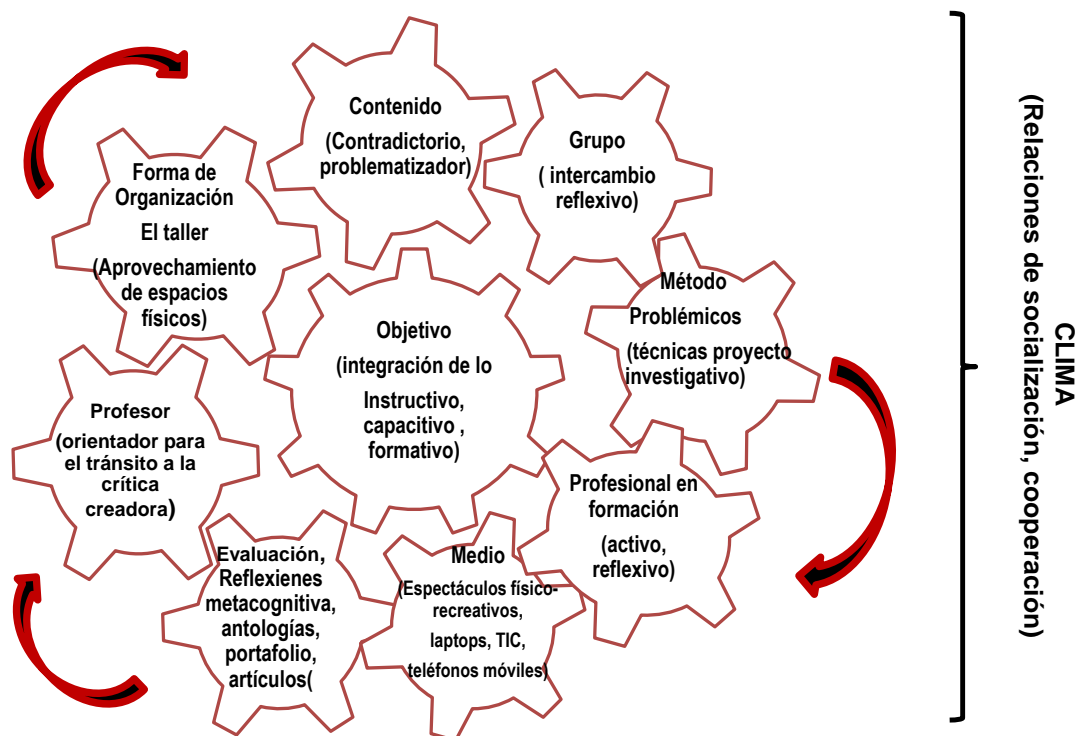 Contenido
(Contradictorio,
problematizador)
Grupo
( intercambio
reflexivo)
Forma de
Organización
El taller
(Aprovechamiento
de espacios
físicos)
Método
Problémicos
(técnicas proyecto
investigativo)
Objetivo
(integración de lo
Instructivo,
capacitivo ,
formativo)
Profesor
(orientador para
el tránsito a la
crítica
creadora)
Profesional en
formación
(activo,
reflexivo)
Evaluación,
Reflexienes
metacognitiva,
antologías,
portafolio,
artículos(
Medio
(Espectáculos físico-
recreativos,
laptops, TIC,
teléfonos móviles)
CLIMA
(Relaciones de socialización, cooperación)